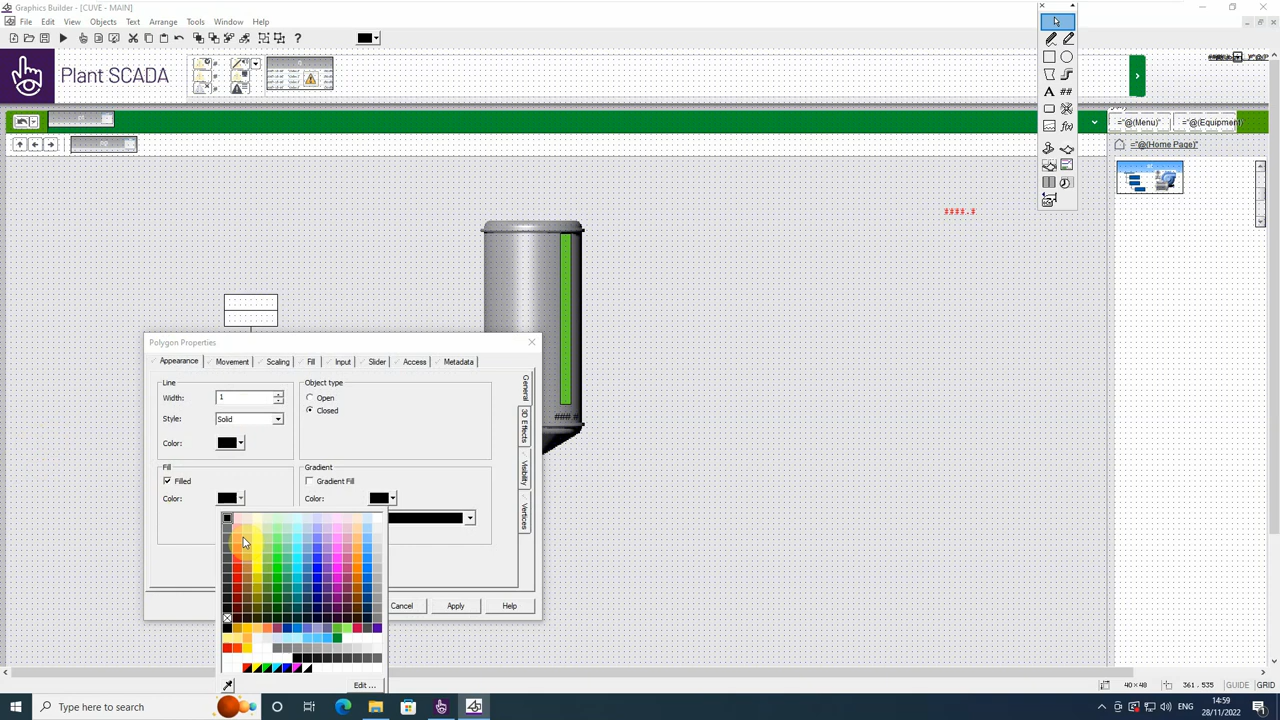 Graphics Builder - [CUVE - MAIN]
File Edit View Objects Text Arrange Tools Window Help
Plant SCADA
="@(Menu)" ="@(Equipment)
="@(Home Page)"
A ##
f(x)
####.#
Polygon Properties
Appearance Movement Scaling Fill Input Slider Access Metadata
Line
Width: 1
Style: Solid
Color:
Object type
Open
Closed
General
3D Effects
Visibility
Vertices
### #
Fill
Filled
Color:
Gradient
Gradient Fill
Color:
Cancel Apply Help
Edit ...
40×48 361, 535 GUIDE GRID
Type here to search
ENG
14:59
28/11/2022